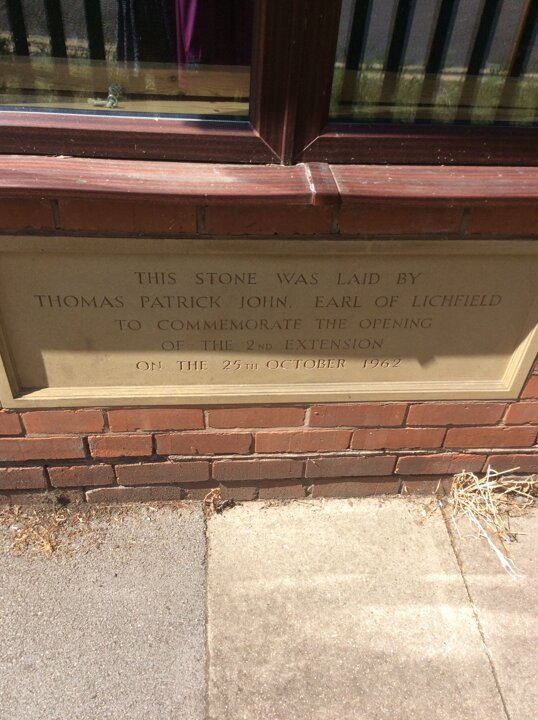 THIS STONE WAS LAID BY
THOMAS PATRICK JOHN, EARL OF LICHFIELD
TO COMMEMORATE THE OPENING
OF THE 2ND EXTENSION
ON THE 25TH OCTOBER 1962